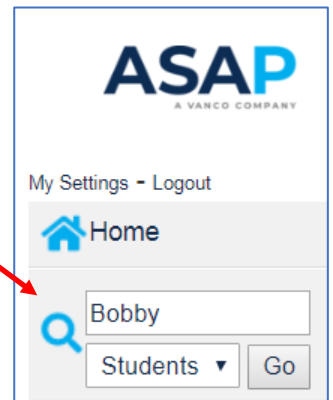 ASAP
A VANCO COMPANY
My Settings - Logout
Home
Bobby
Students ▼ Go